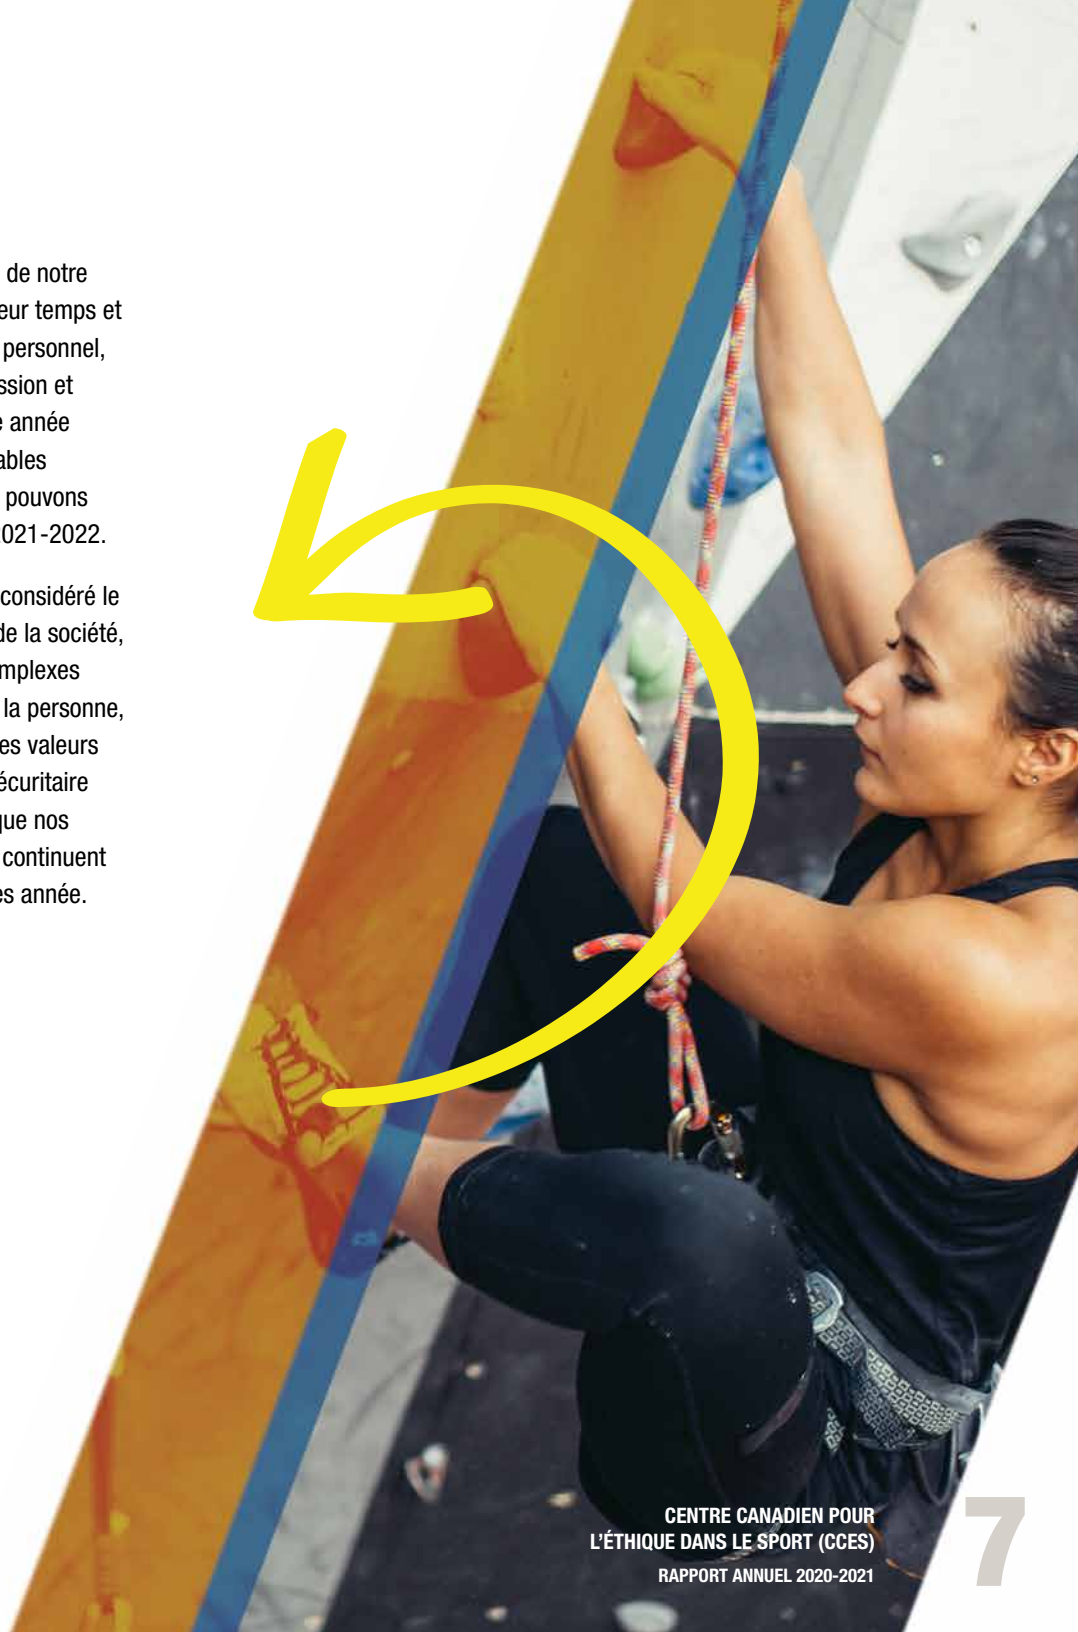 de notre
eur temps et
personnel,
ssion et
e année
ables
pouvons
021-2022.
considéré le
de la société,
mplexes
la personne,
es valeurs
écuritaire
que nos
continuent
es année.
CENTRE CANADIEN POUR
L'ÉTHIQUE DANS LE SPORT (CCES)
RAPPORT ANNUEL 2020-2021
7